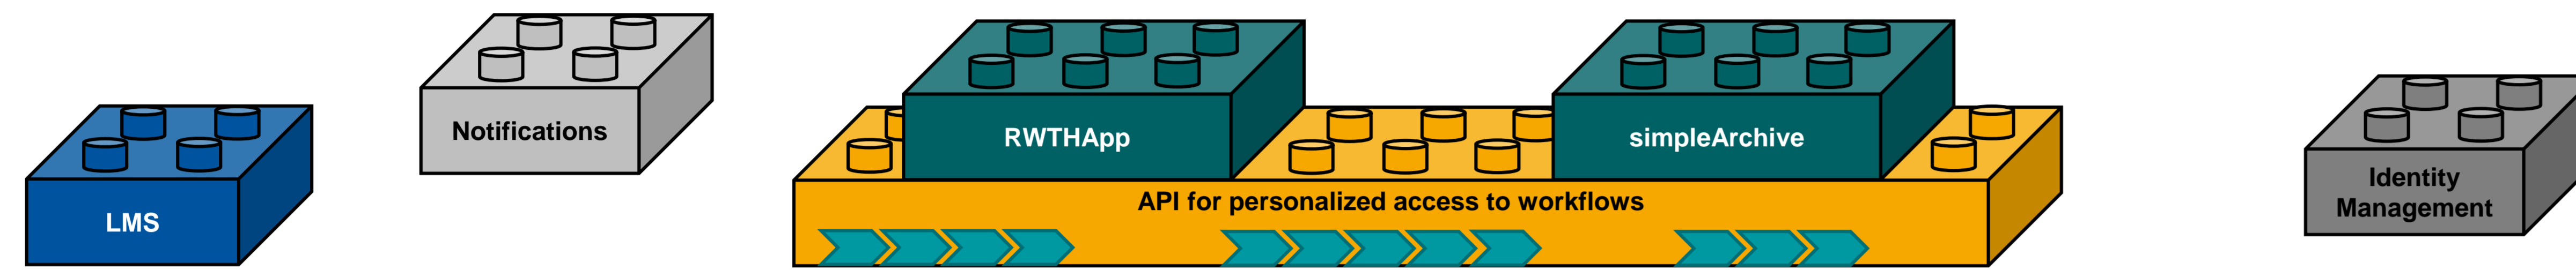 LMS
Notifications
RWTHApp
simpleArchive
API for personalized access to workflows
Identity
Management